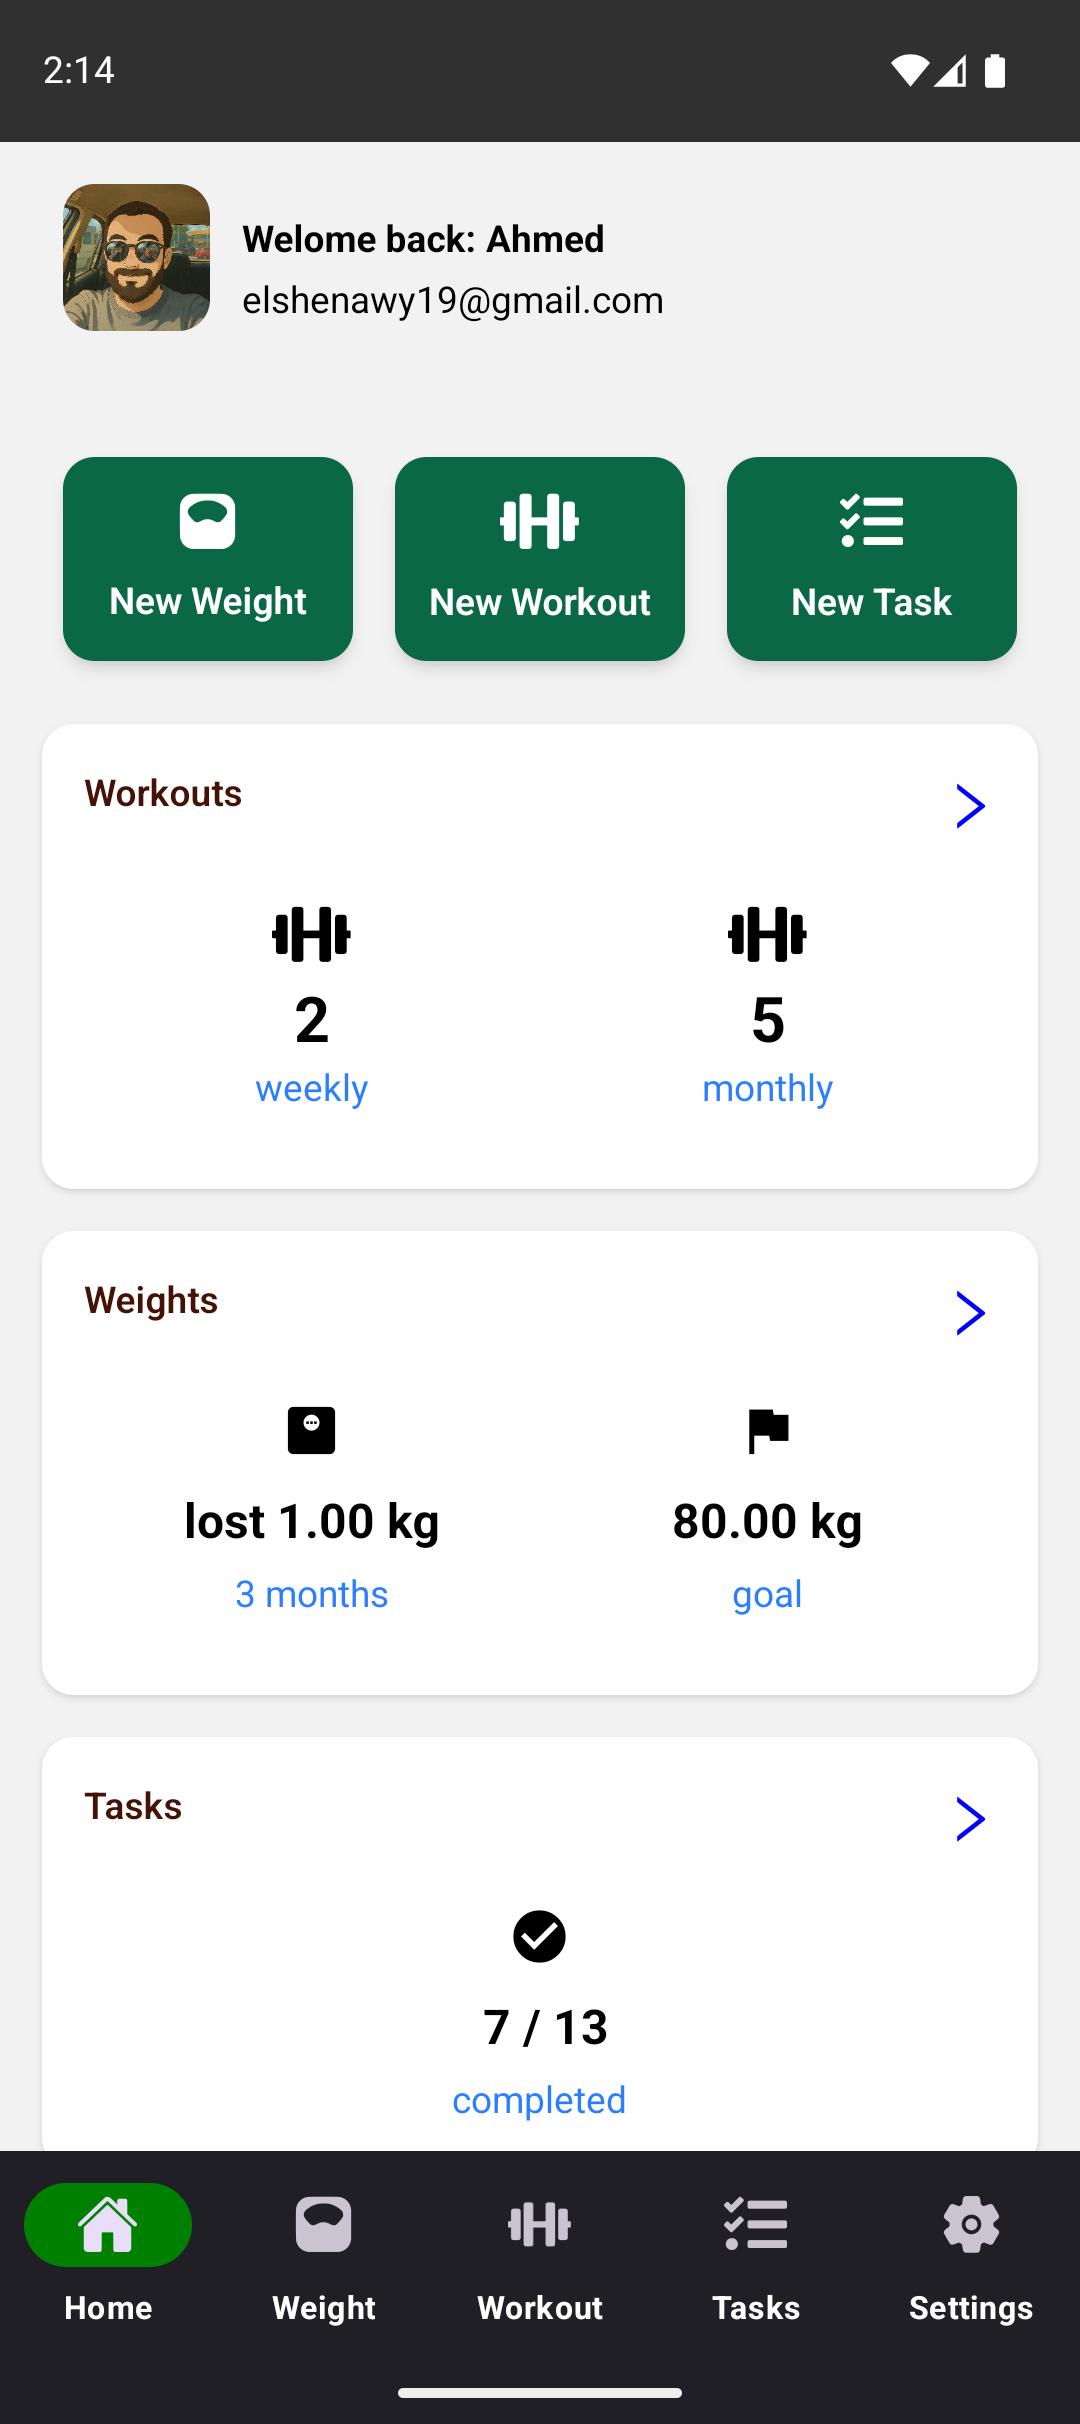 2:14
Welome back: Ahmed
elshenawy19@gmail.com
New Weight
New Workout
New Task
Workouts
2
5
weekly
monthly
Weights
lost 1.00 kg
80.00 kg
3 months
goal
Tasks
7 / 13
completed
Home
Weight
Workout
Tasks
Settings